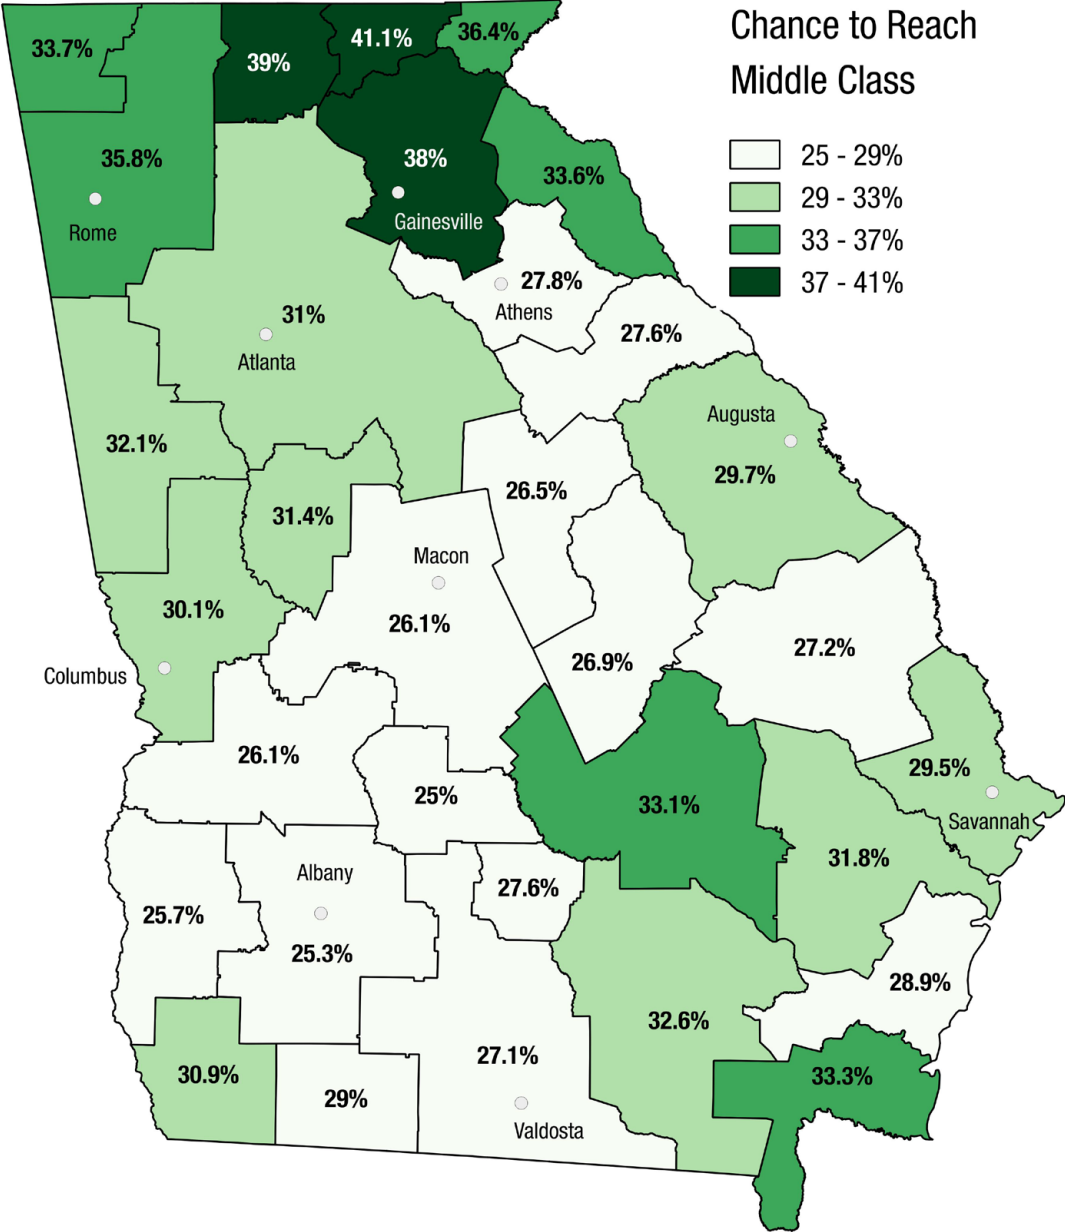 Chance to Reach
Middle Class
25 - 29%
29 - 33%
33 - 37%
37 - 41%
33.7%
39%
41.1%
36.4%
35.8%
Rome
38%
Gainesville
33.6%
27.8%
Athens
31%
Atlanta
27.6%
32.1%
Augusta
29.7%
26.5%
31.4%
Macon
26.1%
30.1%
Columbus
26.9%
27.2%
26.1%
25%
33.1%
29.5%
Savannah
31.8%
Albany
25.3%
25.7%
27.6%
28.9%
32.6%
30.9%
29%
27.1%
Valdosta
33.3%